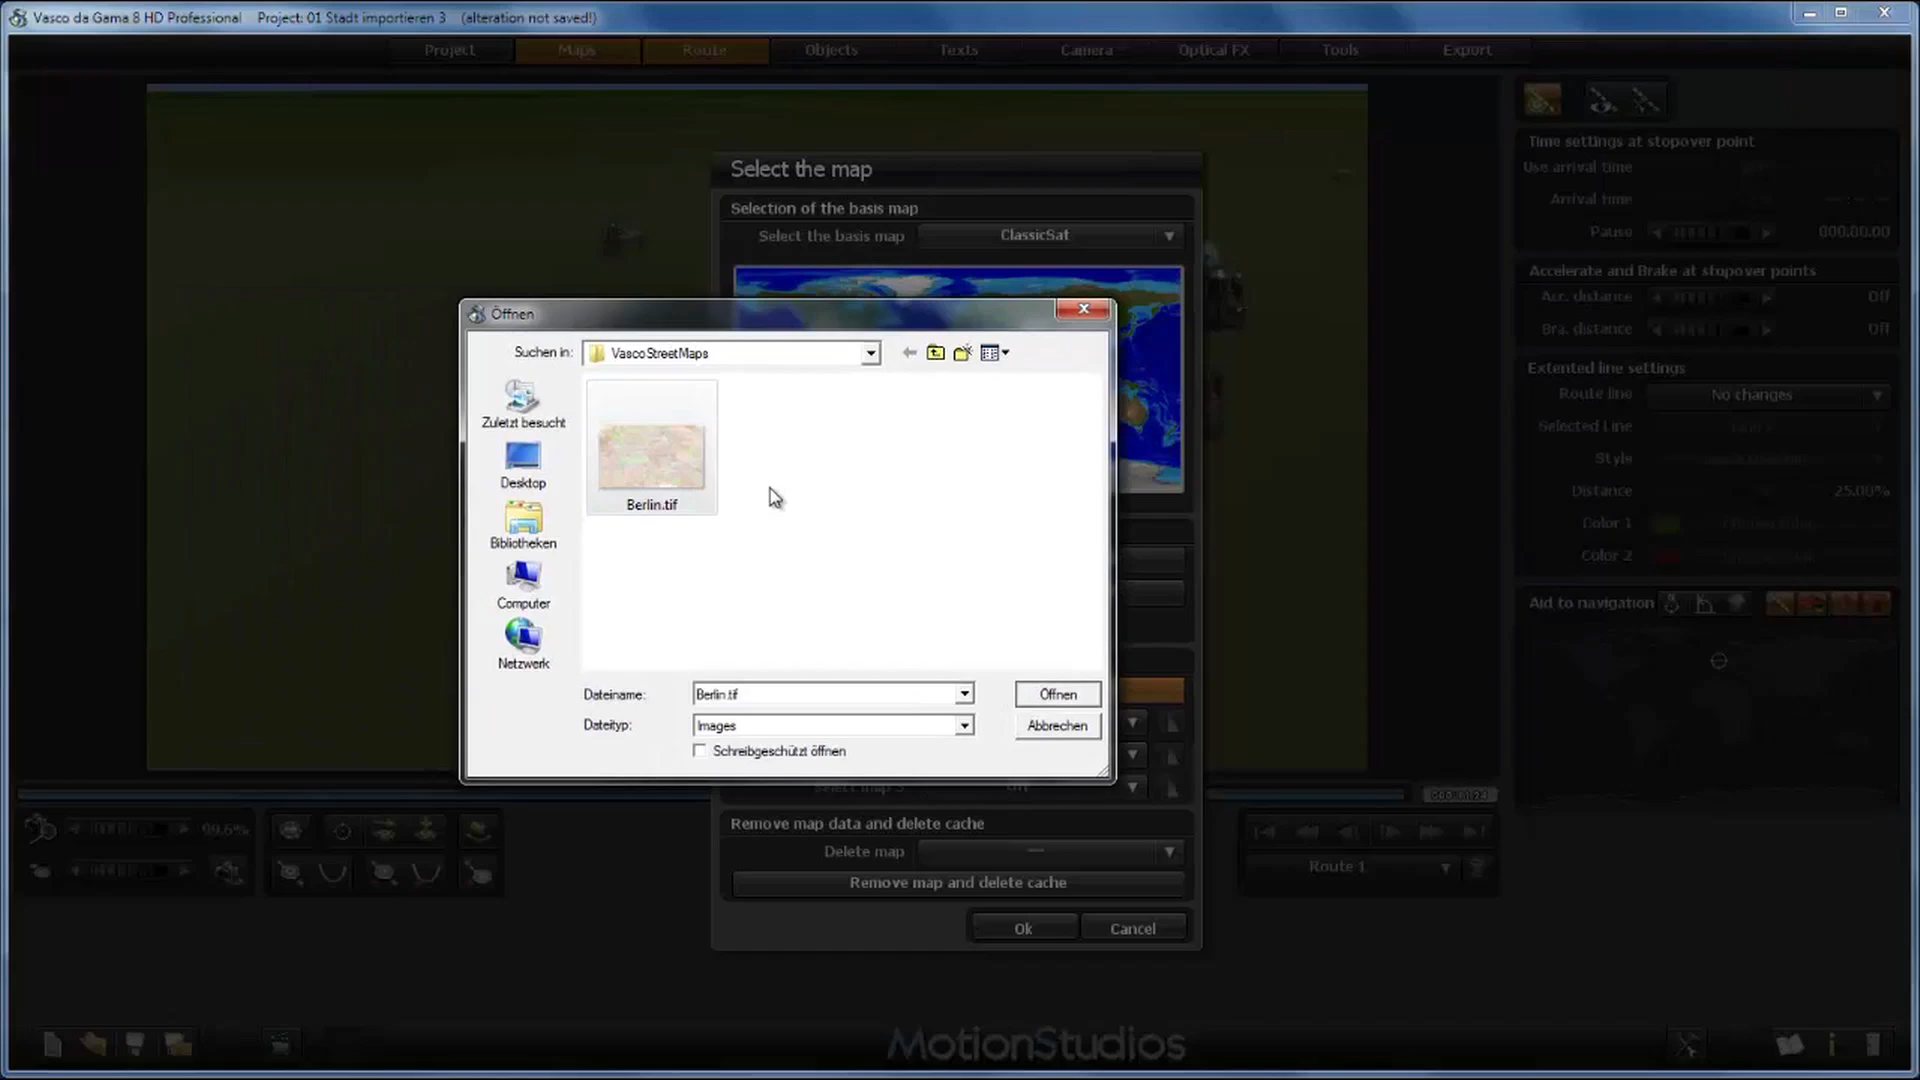 Vasco da Gama 8 HD Professional Project: 01 Stadt importieren 3 (alteration not saved!)
Project Maps Route Objects Texts Camera Optical FX Tools Export
Select the map
Selection of the basis map
Select the basis map ClassicSat
Öffnen
Suchen in: VascoStreetMaps
Zuletzt besucht
Desktop
Bibliotheken
Computer
Netzwerk
Berlin.tif
Dateiname: Berlin.tif Öffnen
Dateityp: Images Abbrechen
Schreibgeschützt öffnen
Remove map data and delete cache
Delete map
Remove map and delete cache
Ok Cancel
Time settings at stopover point
Use arrival time
Arrival time
Pause 000:00.00
Accelerate and Brake at stopover points
Acc. distance Off
Bra. distance Off
Extented line settings
Route line No changes
Selected Line
Style
Distance 25.00%
Color 1
Color 2
Aid to navigation
99.6%
Route 1
MotionStudios